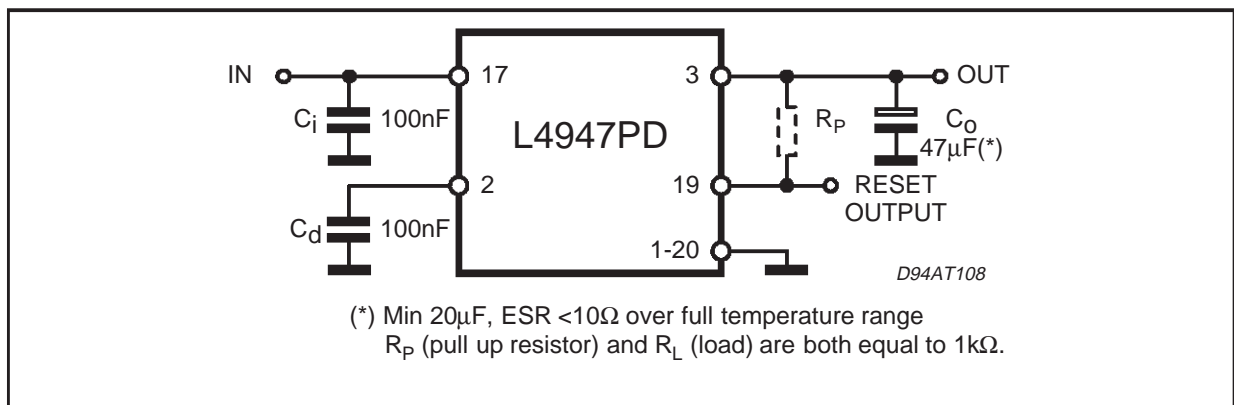 IN
17
3
OUT
Ci
100nF
L4947PD
RP
Co
47µF(*)
2
19
RESET
OUTPUT
Cd
100nF
1-20
D94AT108
(*) Min 20µF, ESR <10Ω over full temperature range
RP (pull up resistor) and RL (load) are both equal to 1kΩ.